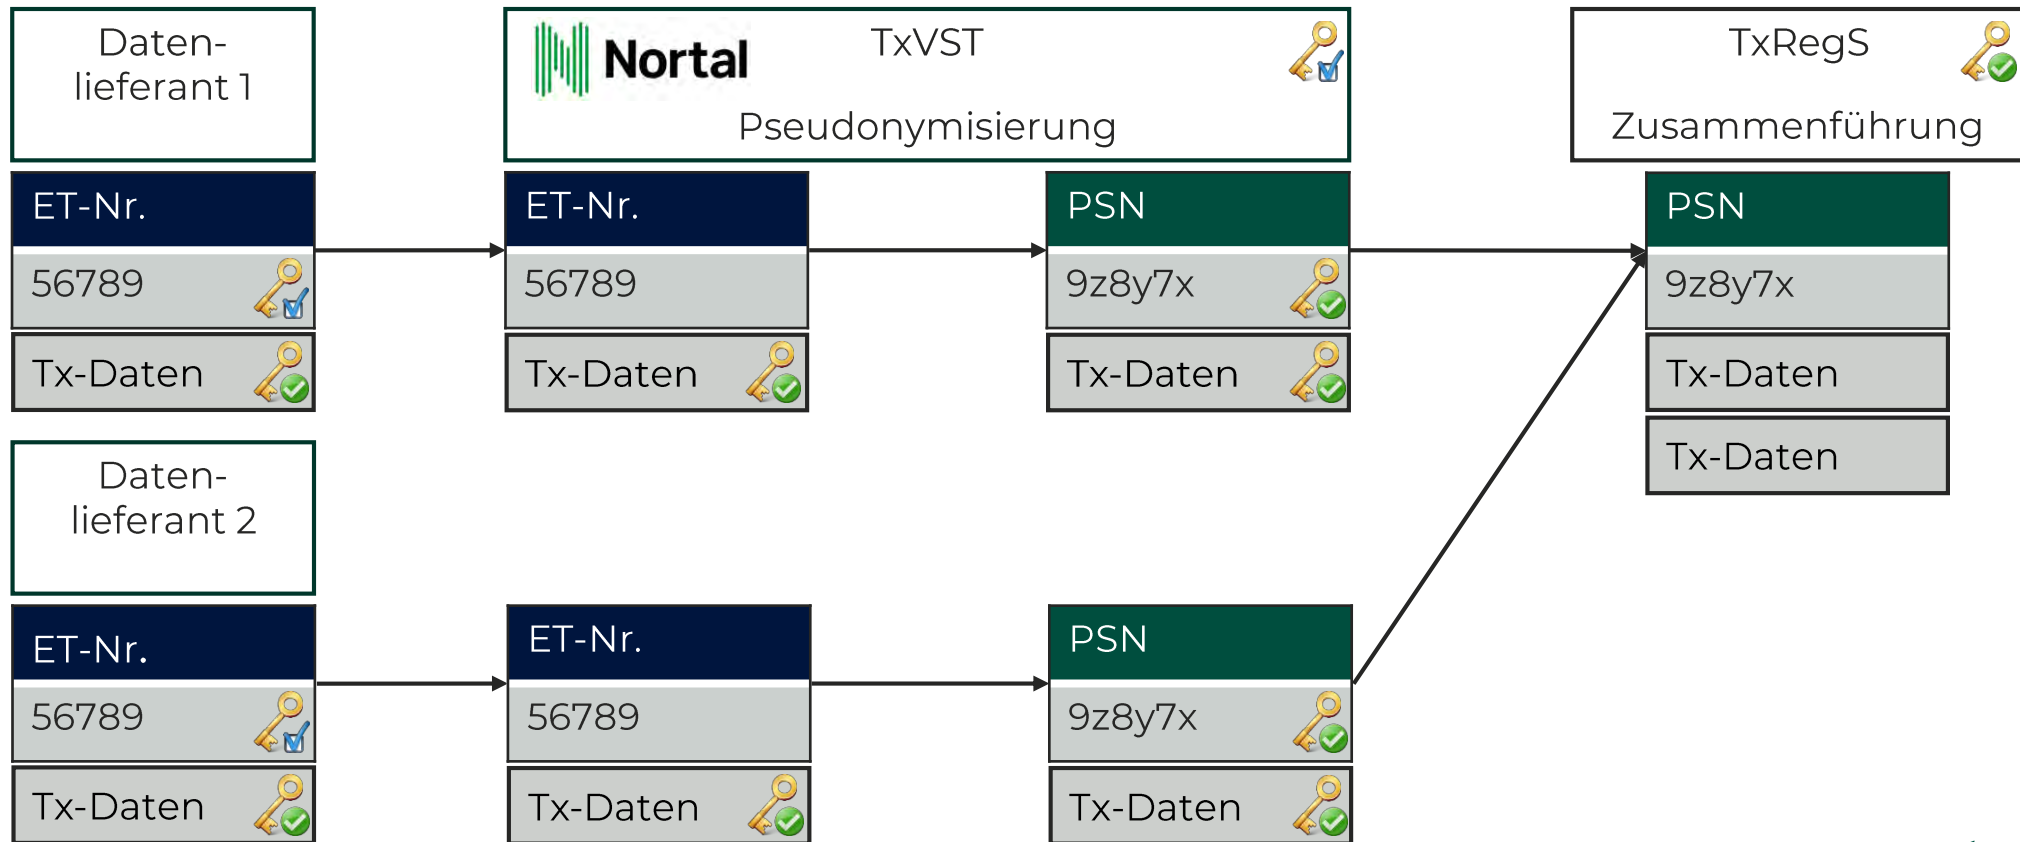 Daten-
lieferant 1
Nortal
TxVST
Pseudonymisierung
TxRegS
Zusammenführung
ET-Nr.
56789
Tx-Daten
ET-Nr.
56789
Tx-Daten
PSN
9z8y7x
Tx-Daten
PSN
9z8y7x
Tx-Daten
Tx-Daten
Daten-
lieferant 2
ET-Nr.
56789
Tx-Daten
ET-Nr.
56789
Tx-Daten
PSN
9z8y7x
Tx-Daten